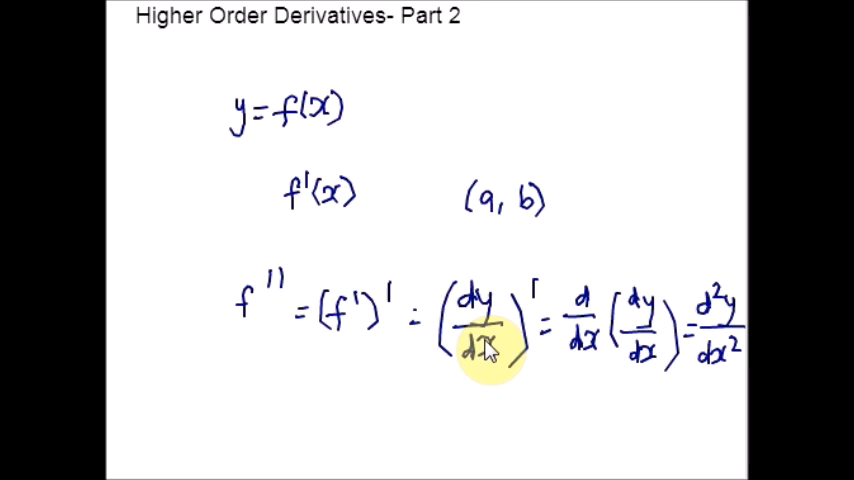 Higher Order Derivatives- Part 2
y = f(x)
f'(x) (a, b)
f'' = (f')' = (dy/dx)' = d/dx (dy/dx) = d²y/dx²